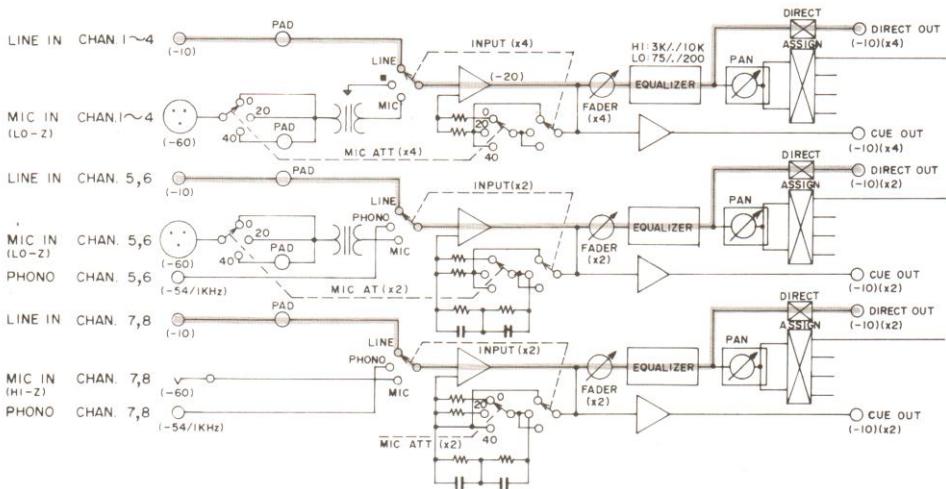 DIRECT
LINE IN CHAN. 1~4
(-10)
PAD
LINE
INPUT (x4)
(-20)
HI:3K/./10K
LO:75/./200
EQUALIZER
FADER
(x4)
PAN
ASSIGN
DIRECT OUT
(-10)(x4)
MIC IN CHAN. 1~4
(LO-Z)
(-60)
0
20
40
PAD
MIC
MIC ATT (x4)
0
20
40
CUE OUT
(-10)(x4)
DIRECT
LINE IN CHAN. 5,6
(-10)
PAD
LINE
PHONO
INPUT(x2)
FADER
(x2)
EQUALIZER
PAN
ASSIGN
DIRECT OUT
(-10)(x2)
MIC IN CHAN. 5,6
(LO-Z)
(-60)
0
20
40
PAD
MIC
PHONO CHAN. 5,6
(-54/1KHz)
MIC AT (x2)
CUE OUT
(-10)(x2)
DIRECT
LINE IN CHAN. 7,8
(-10)
PAD
LINE
PHONO
INPUT (x2)
FADER
(x2)
EQUALIZER
PAN
ASSIGN
DIRECT OUT
(-10)(x2)
MIC IN CHAN. 7,8
(HI-Z)
(-60)
MIC
PHONO CHAN. 7,8
(-54/1KHz)
0
20
40
MIC ATT (x2)
CUE OUT
(-10)(x2)